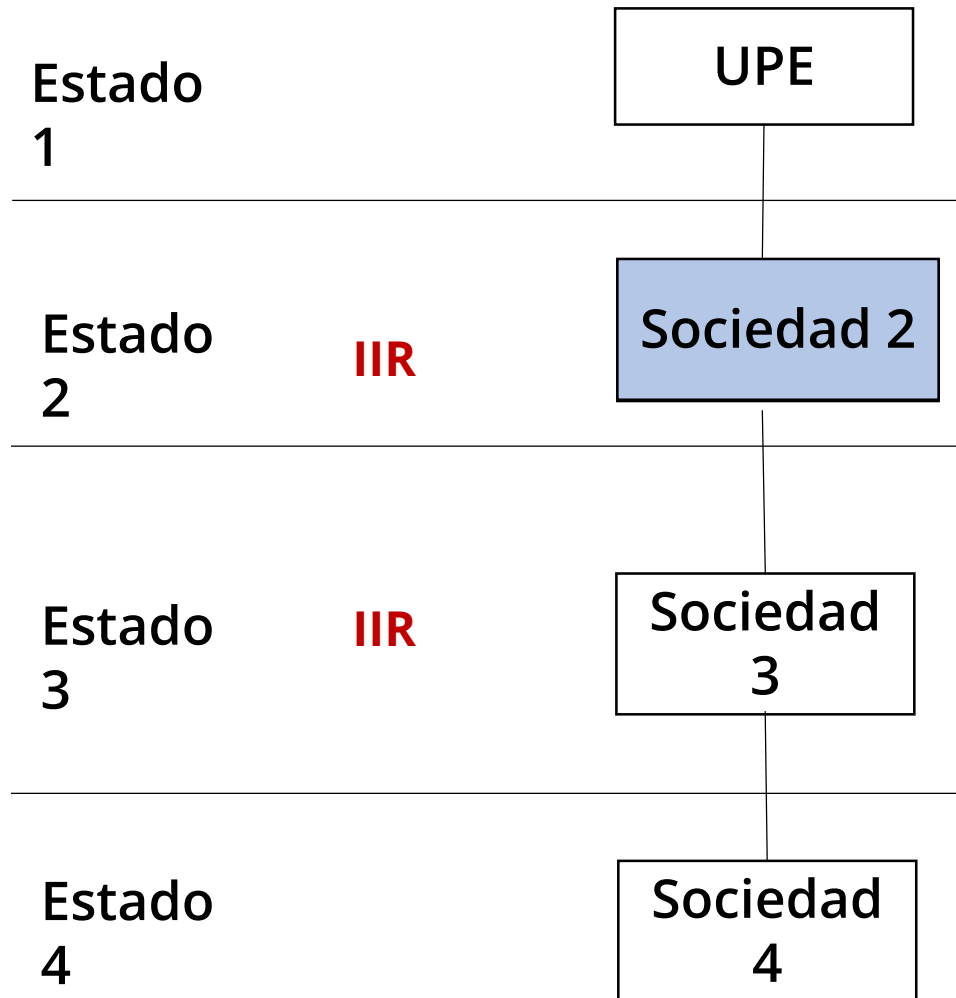 UPE
Estado
1
Estado
2
IIR
Sociedad 2
Estado
3
IIR
Sociedad
3
Estado
4
Sociedad
4